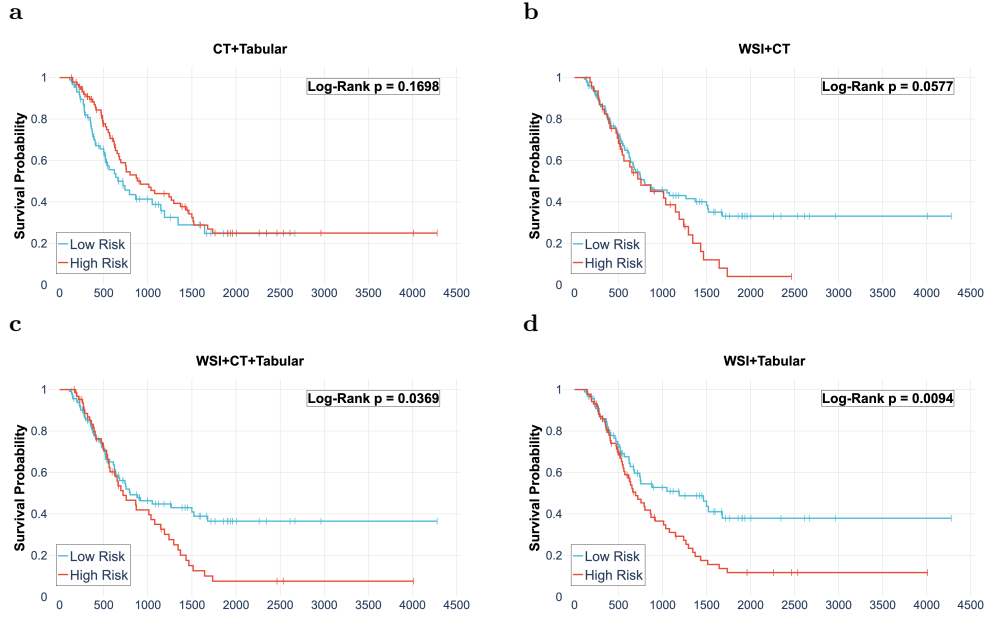 a
CT+Tabular
Log-Rank p = 0.1698
Survival Probability
1
0.8
0.6
0.4
0.2
0
Low Risk
High Risk
0 500 1000 1500 2000 2500 3000 3500 4000 4500
b
WSI+CT
Log-Rank p = 0.0577
Survival Probability
1
0.8
0.6
0.4
0.2
0
Low Risk
High Risk
0 500 1000 1500 2000 2500 3000 3500 4000 4500
c
WSI+CT+Tabular
Log-Rank p = 0.0369
Survival Probability
1
0.8
0.6
0.4
0.2
0
Low Risk
High Risk
0 500 1000 1500 2000 2500 3000 3500 4000 4500
d
WSI+Tabular
Log-Rank p = 0.0094
Survival Probability
1
0.8
0.6
0.4
0.2
0
Low Risk
High Risk
0 500 1000 1500 2000 2500 3000 3500 4000 4500